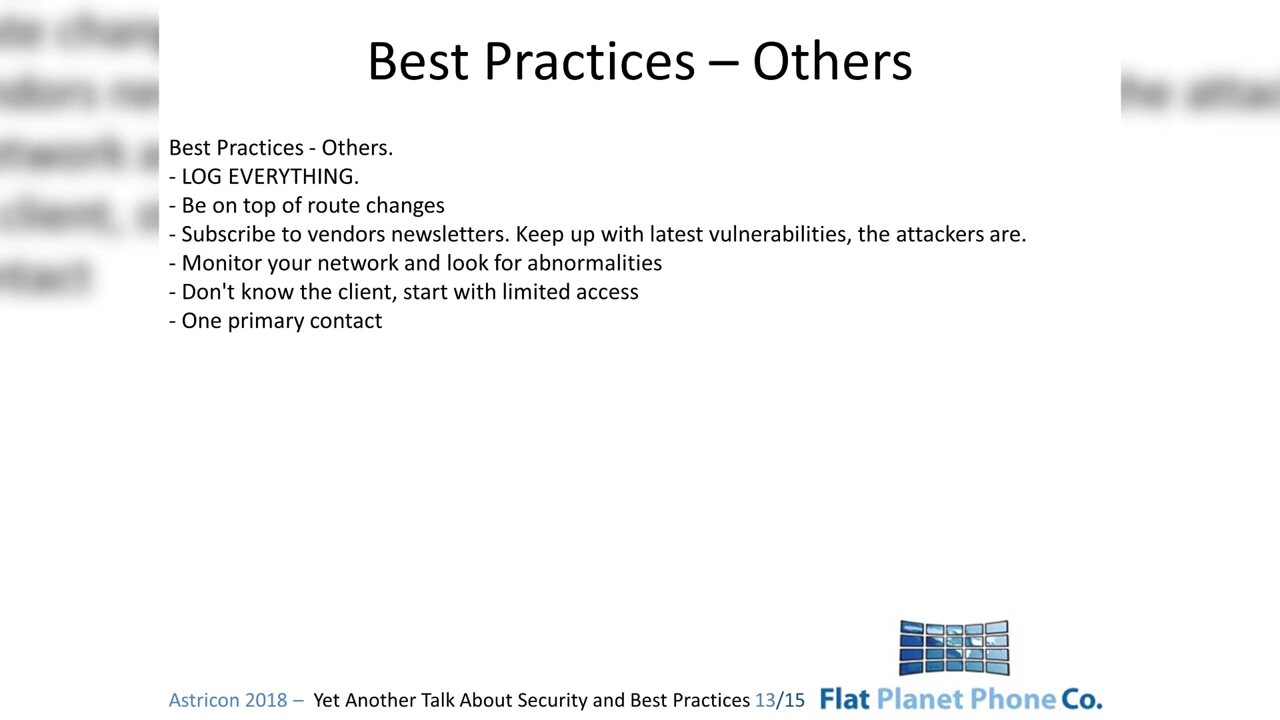 Best Practices – Others
Best Practices - Others.
- LOG EVERYTHING.
- Be on top of route changes
- Subscribe to vendors newsletters. Keep up with latest vulnerabilities, the attackers are.
- Monitor your network and look for abnormalities
- Don't know the client, start with limited access
- One primary contact
Astricon 2018 – Yet Another Talk About Security and Best Practices 13/15
Flat Planet Phone Co.